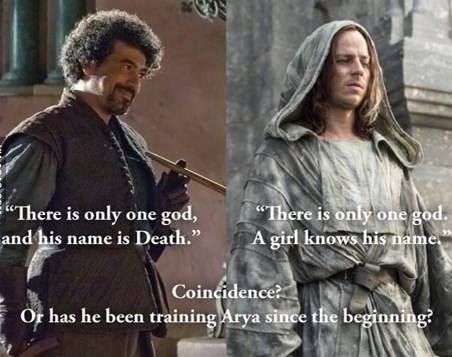 “There is only one god,
and his name is Death.”
“There is only one god.
A girl knows his name.”
Coincidence?
Or has he been training Arya since the beginning?